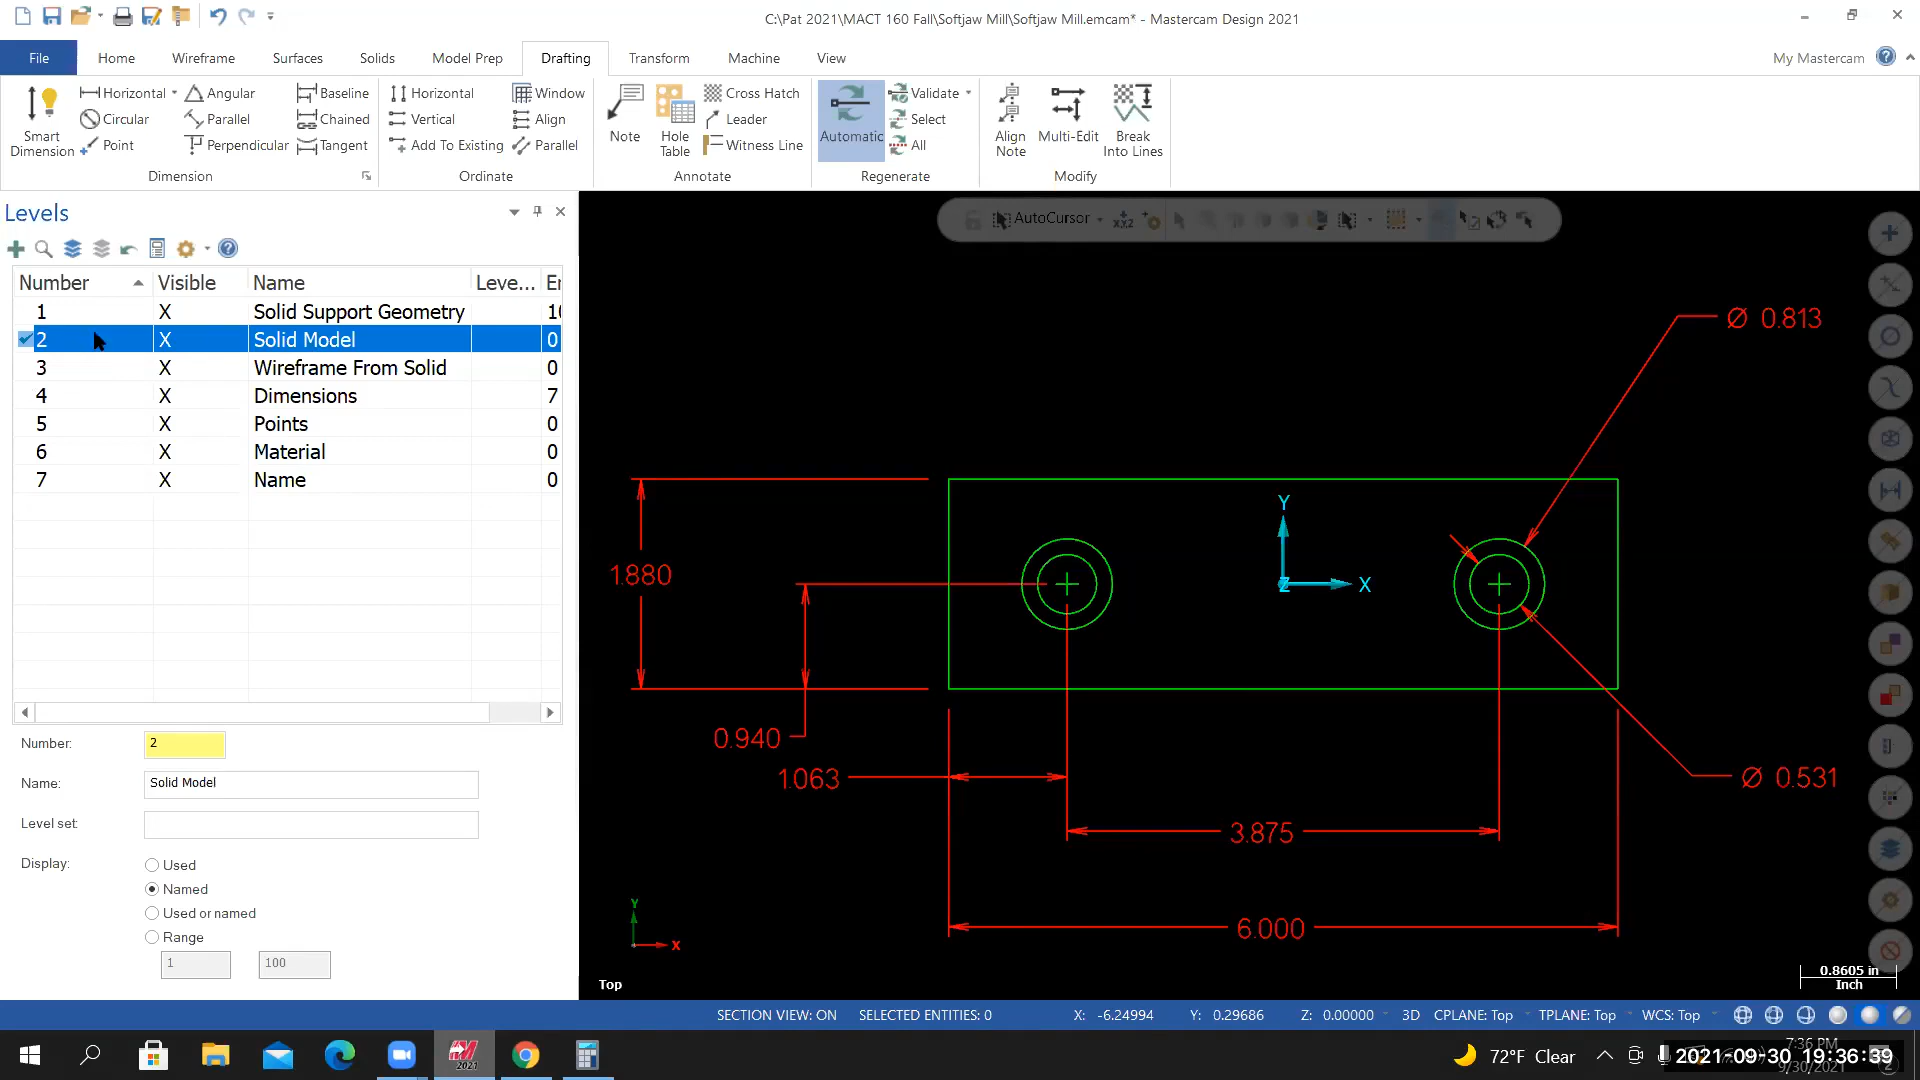 C:\Pat 2021\MACT 160 Fall\Softjaw Mill\Softjaw Mill.emcam* - Mastercam Design 2021
File Home Wireframe Surfaces Solids Model Prep Drafting Transform Machine View My Mastercam
Smart Dimension
Horizontal Angular Baseline
Circular Parallel Chained
Point Perpendicular Tangent
Dimension
Horizontal Window
Vertical Align
Add To Existing Parallel
Ordinate
Note
Hole Table
Cross Hatch
Leader
Witness Line
Annotate
Automatic
Validate
Select
All
Regenerate
Align Note
Multi-Edit
Break Into Lines
Modify
Levels
Number Visible Name Leve...
1 X Solid Support Geometry
2 X Solid Model 0
3 X Wireframe From Solid 0
4 X Dimensions 7
5 X Points 0
6 X Material 0
7 X Name 0
Number: 2
Name: Solid Model
Level set:
Display:
Used
Named
Used or named
Range
1 100
AutoCursor
XYZ
Ø 0.813
Y
X
Z
1.880
0.940
1.063
3.875
Ø 0.531
6.000
Y
X
Top
0.8605 in
Inch
SECTION VIEW: ON SELECTED ENTITIES: 0 X: -6.24994 Y: 0.29686 Z: 0.00000 3D CPLANE: Top TPLANE: Top WCS: Top
2021
72°F Clear
7:36 PM
9/30/2021
2021-09-30 19:36:39